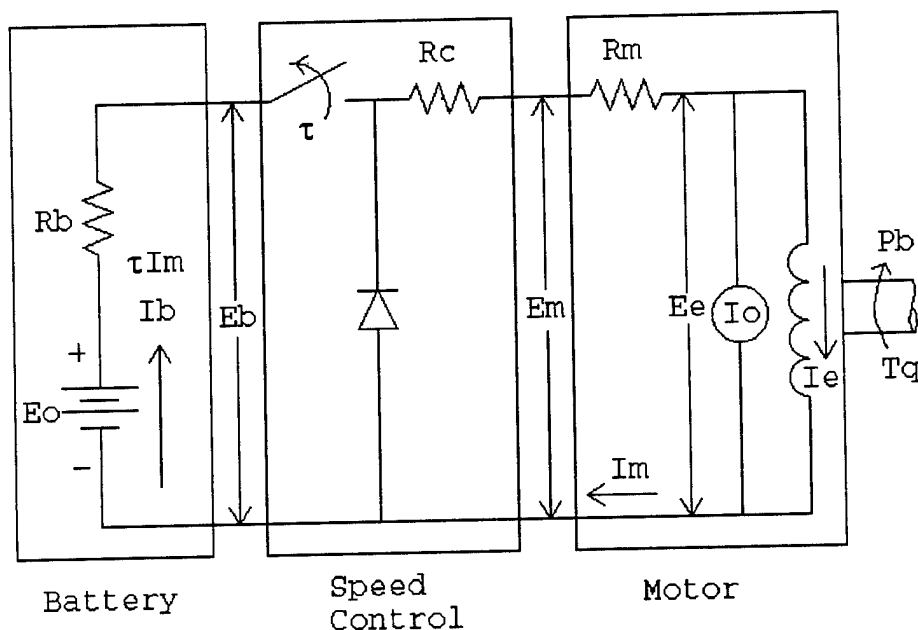 Rc
Rm
τ
Rb
τIm
Ib
Eb
Em
Ee
Io
Pb
+
Eo
−
Ie
Tq
Im
Battery
Speed
Control
Motor